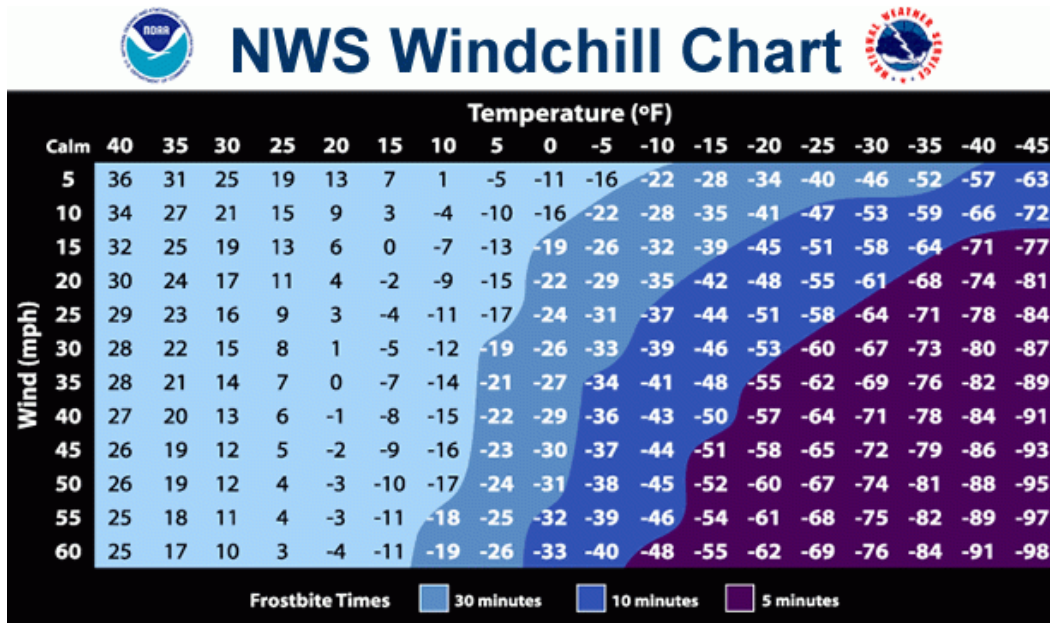 NOAA
NWS Windchill Chart
NATIONAL WEATHER SERVICE
Temperature (ºF)
Calm 40 35 30 25 20 15 10 5 0 -5 -10 -15 -20 -25 -30 -35 -40 -45
5 36 31 25 19 13 7 1 -5 -11 -16 -22 -28 -34 -40 -46 -52 -57 -63
10 34 27 21 15 9 3 -4 -10 -16 -22 -28 -35 -41 -47 -53 -59 -66 -72
15 32 25 19 13 6 0 -7 -13 -19 -26 -32 -39 -45 -51 -58 -64 -71 -77
20 30 24 17 11 4 -2 -9 -15 -22 -29 -35 -42 -48 -55 -61 -68 -74 -81
25 29 23 16 9 3 -4 -11 -17 -24 -31 -37 -44 -51 -58 -64 -71 -78 -84
30 28 22 15 8 1 -5 -12 -19 -26 -33 -39 -46 -53 -60 -67 -73 -80 -87
35 28 21 14 7 0 -7 -14 -21 -27 -34 -41 -48 -55 -62 -69 -76 -82 -89
40 27 20 13 6 -1 -8 -15 -22 -29 -36 -43 -50 -57 -64 -71 -78 -84 -91
45 26 19 12 5 -2 -9 -16 -23 -30 -37 -44 -51 -58 -65 -72 -79 -86 -93
50 26 19 12 4 -3 -10 -17 -24 -31 -38 -45 -52 -60 -67 -74 -81 -88 -95
55 25 18 11 4 -3 -11 -18 -25 -32 -39 -46 -54 -61 -68 -75 -82 -89 -97
60 25 17 10 3 -4 -11 -19 -26 -33 -40 -48 -55 -62 -69 -76 -84 -91 -98
Wind (mph)
Frostbite Times 30 minutes 10 minutes 5 minutes